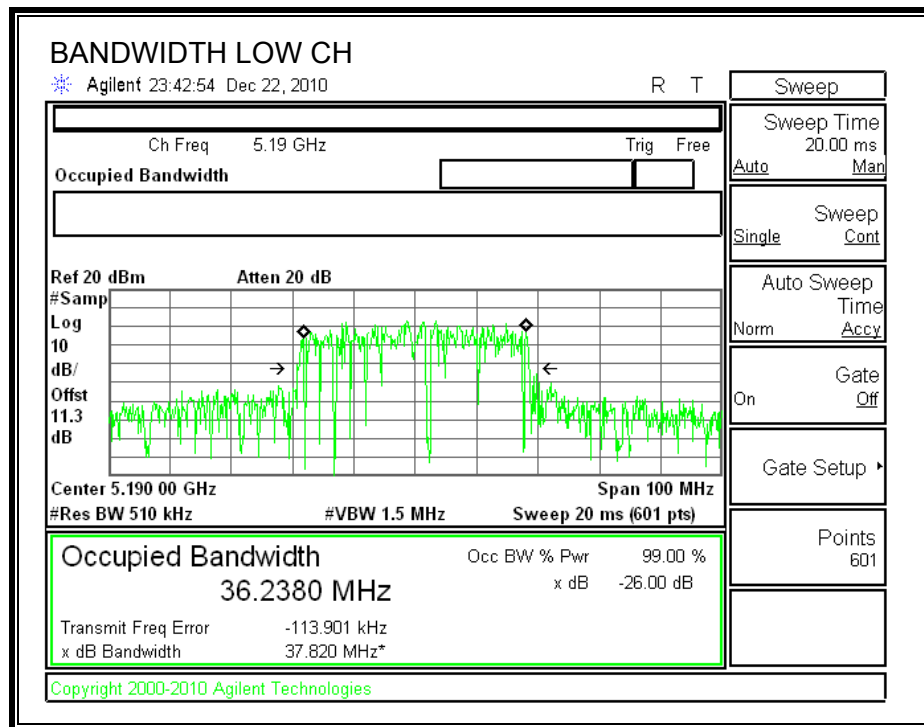 BANDWIDTH LOW CH
Agilent 23:42:54 Dec 22, 2010 R T
Ch Freq 5.19 GHz Trig Free
Occupied Bandwidth
Ref 20 dBm Atten 20 dB
#Samp
Log
10
dB/
Offst
11.3
dB
Center 5.190 00 GHz Span 100 MHz
#Res BW 510 kHz #VBW 1.5 MHz Sweep 20 ms (601 pts)
Occupied Bandwidth Occ BW % Pwr 99.00 %
36.2380 MHz x dB -26.00 dB
Transmit Freq Error -113.901 kHz
x dB Bandwidth 37.820 MHz*
Copyright 2000-2010 Agilent Technologies
Sweep
Sweep Time
20.00 ms
Auto Man
Sweep
Single Cont
Auto Sweep
Time
Norm Accy
Gate
On Off
Gate Setup
Points
601